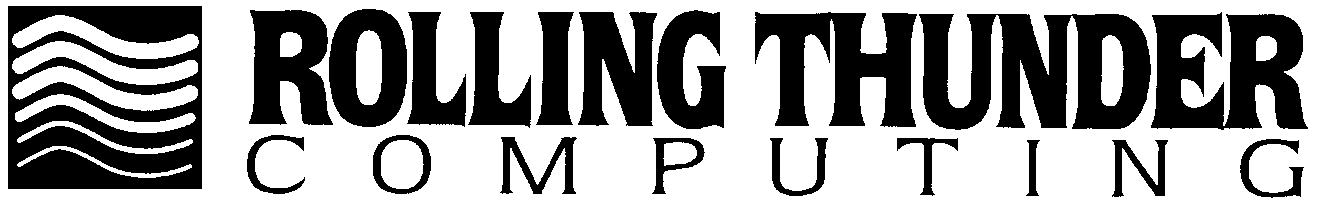 ROLLING THUNDER
COMPUTING